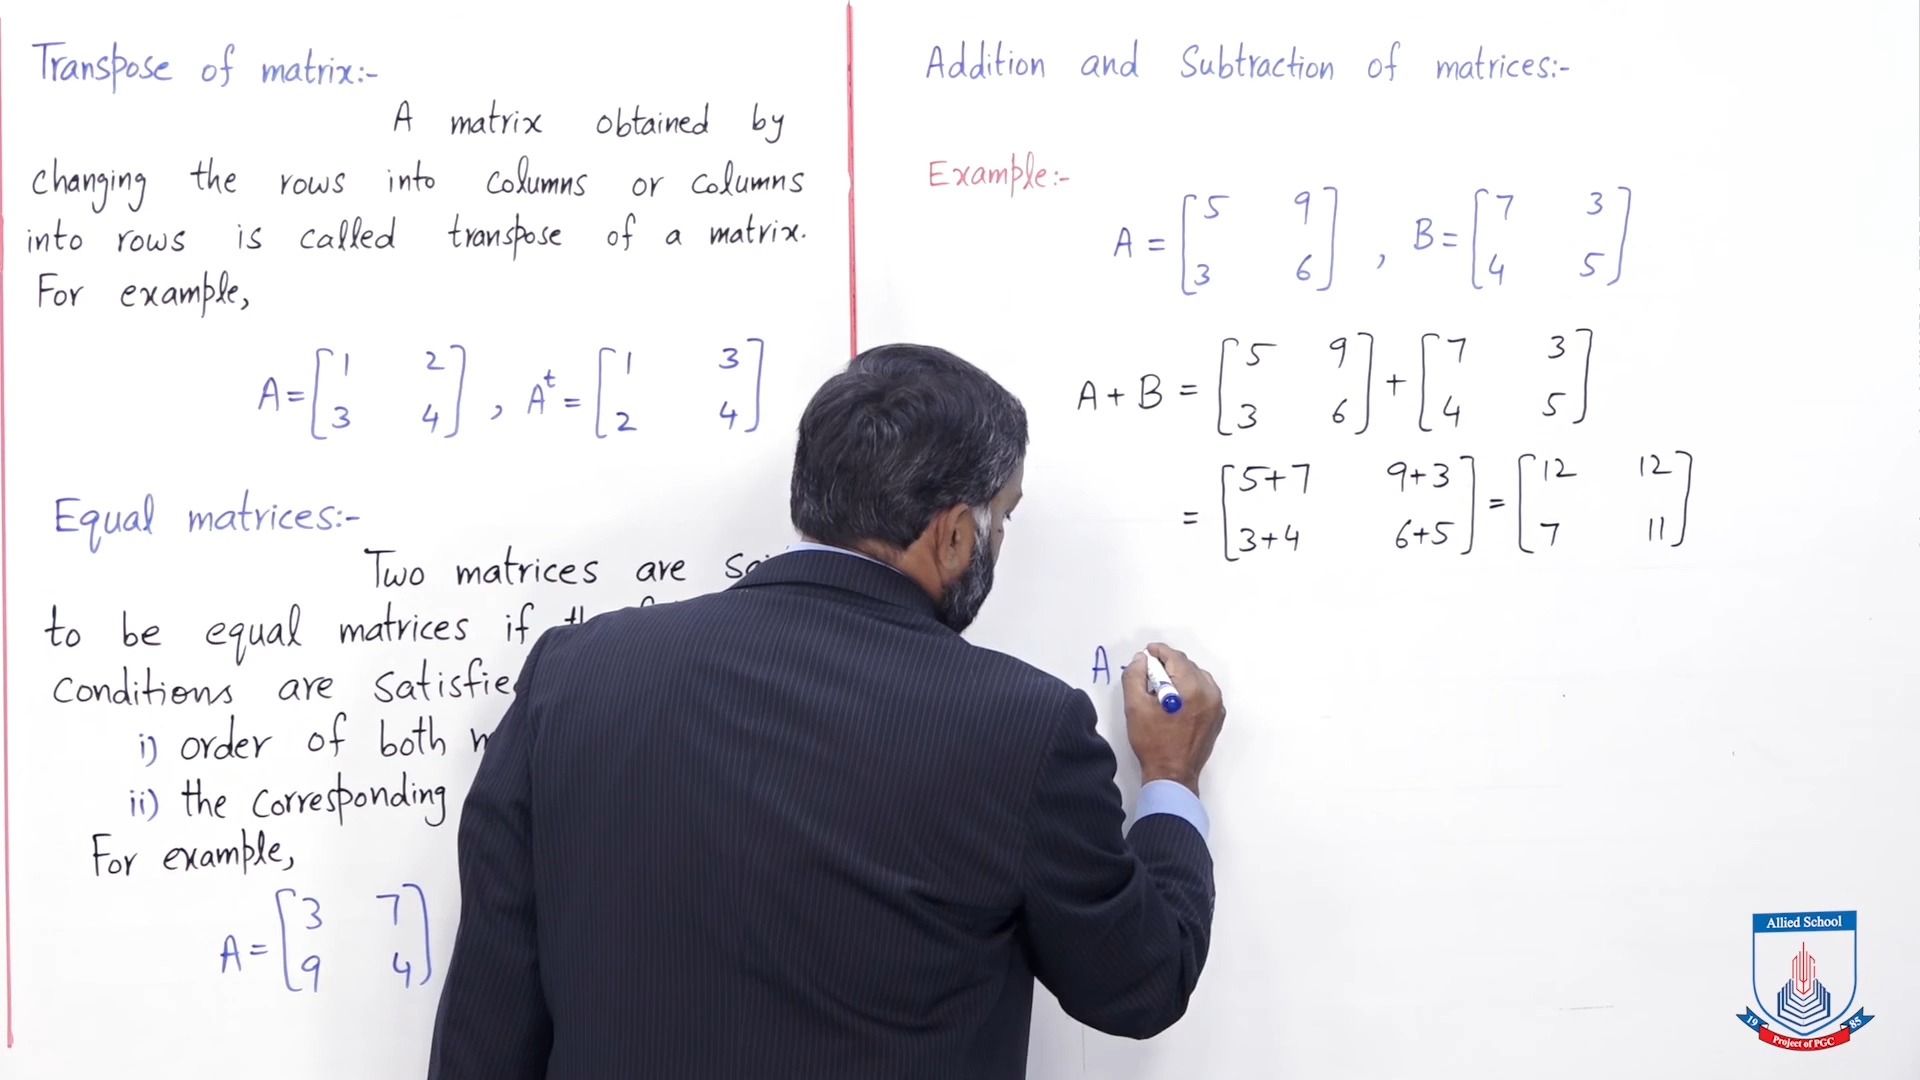 Transpose of matrix:-
A matrix obtained by
changing the rows into columns or columns
into rows is called transpose of a matrix.
For example,
A = [1 2
3 4] , Aᵗ = [1 3
2 4]
Equal matrices:-
Two matrices are
to be equal matrices if
conditions are
i) order of both
ii) the corresponding
For example,
A = [3 7
9 4]
Addition and Subtraction of matrices:-
Example:-
A = [5 9
3 6] , B = [7 3
4 5]
A + B = [5 9
3 6] + [7 3
4 5]
= [5+7 9+3
3+4 6+5] = [12 12
7 11]
A -
Allied School
19 85
Project of PGC